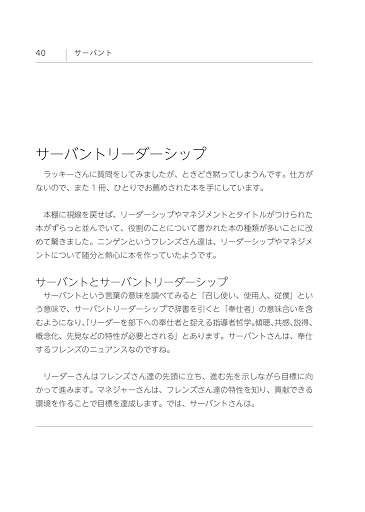 40 サーバント
サーバントリーダーシップ
ラッキーさんに質問をしてみましたが、ときどき黙ってしまうんです。仕方が
ないので、また 1 冊、ひとりでお薦めされた本を手にしています。
本棚に視線を戻せば、リーダーシップやマネジメントとタイトルがつけられた
本がずらっと並んでいて、役割のことについて書かれた本の種類が多いことに改
めて驚きました。ニンゲンというフレンズさん達は、リーダーシップやマネジメ
ントについて随分と熱心に本を作っていたようです。
サーバントとサーバントリーダーシップ
サーバントという言葉の意味を調べてみると「召し使い、使用人、従僕」とい
う意味で、サーバントリーダーシップで辞書を引くと「奉仕者」の意味合いを含
むようになり、「リーダーを部下への奉仕者と捉える指導者哲学。傾聴、共感、説得、
概念化、先見などの特性が必要とされる」とあります。サーバントさんは、奉仕
するフレンズのニュアンスなのですね。
リーダーさんはフレンズさん達の先頭に立ち、進む先を示しながら目標に向
かって進みます。マネジャーさんは、フレンズさん達の特性を知り、貢献できる
環境を作ることで目標を達成します。では、サーバントさんは。